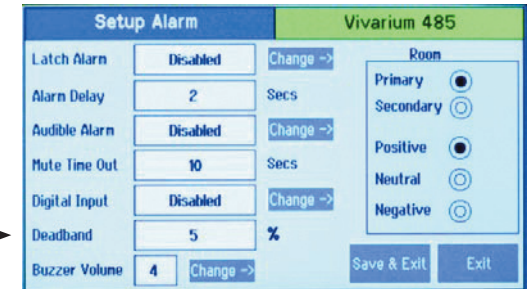 Setup Alarm
Vivarium 485
Latch Alarm Disabled Change ->
Alarm Delay 2 Secs
Audible Alarm Disabled Change ->
Mute Time Out 10 Secs
Digital Input Disabled Change ->
Deadband 5 %
Buzzer Volume 4 Change ->
Room
Primary
Secondary
Positive
Neutral
Negative
Save & Exit
Exit